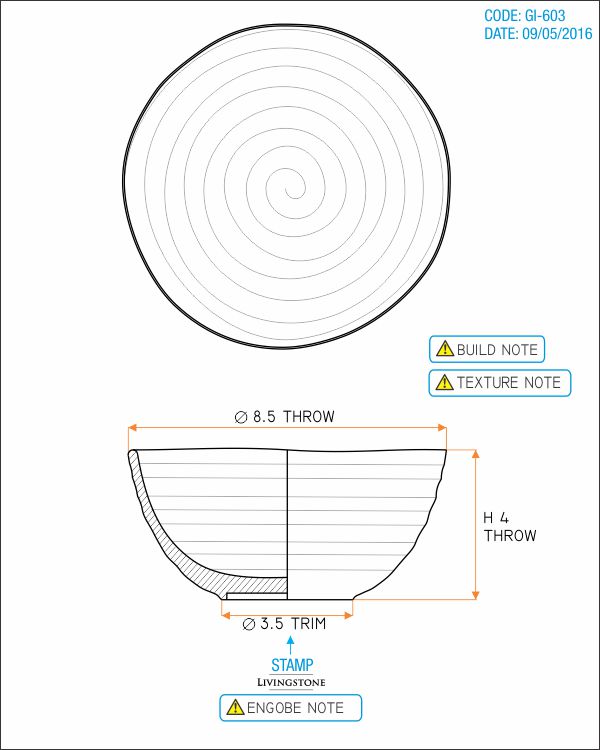 CODE: GI-603
DATE: 09/05/2016
BUILD NOTE
TEXTURE NOTE
∅ 8.5 THROW
H 4
THROW
∅ 3.5 TRIM
STAMP
LIVINGSTONE
ENGOBE NOTE